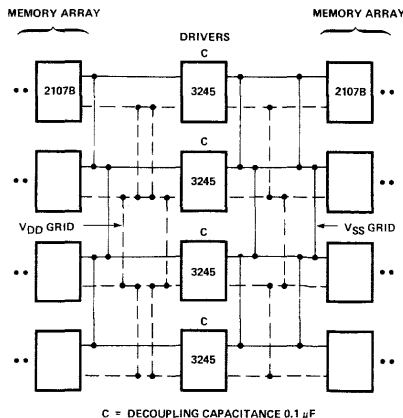 MEMORY ARRAY MEMORY ARRAY
DRIVERS
C
2107B 3245 2107B
C
3245
VDD GRID VSS GRID
C
3245
C
3245
C = DECOUPLING CAPACITANCE 0.1 μF